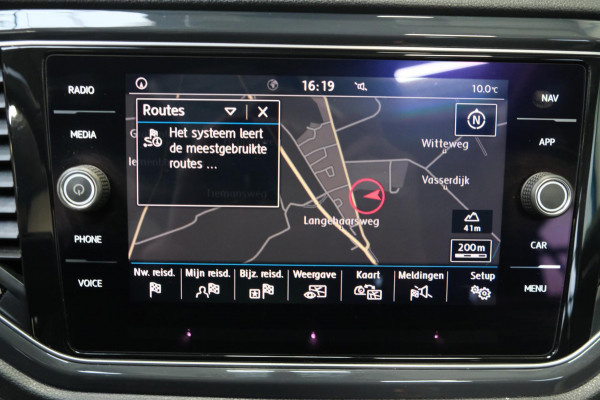 RADIO
MEDIA
PHONE
VOICE
16:19
10.0°C
Routes
Het systeem leert
de meestgebruikte
routes ...
N
Witteweg
Vasserdijk
Langebaarsweg
41m
200m
Nw. reisd. Mijn reisd. Bijz. reisd. Weergave Kaart Meldingen Setup
NAV
APP
CAR
MENU